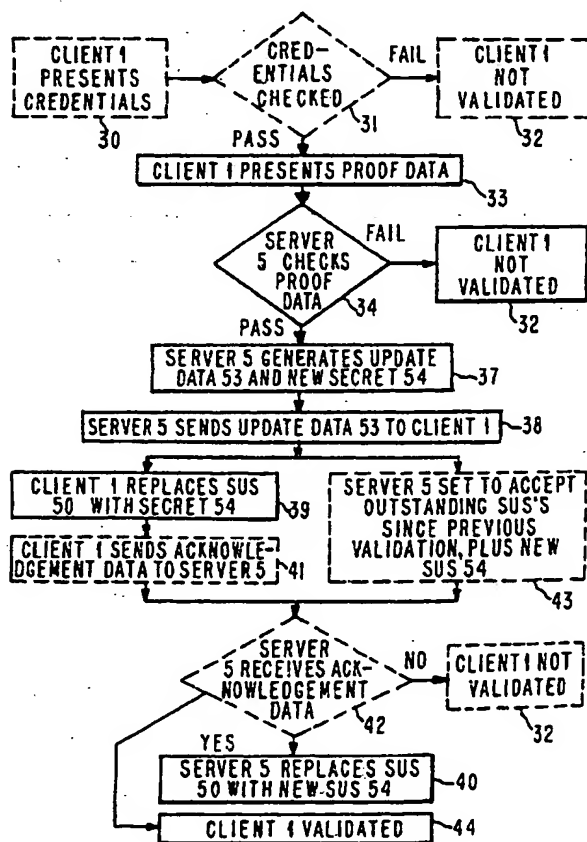 CLIENT 1
PRESENTS
CREDENTIALS
30
CRED-
ENTIALS
CHECKED
31
FAIL
CLIENT 1
NOT
VALIDATED
32
PASS
CLIENT 1 PRESENTS PROOF DATA
33
SERVER
5 CHECKS
PROOF
DATA
34
FAIL
CLIENT 1
NOT
VALIDATED
32
PASS
SERVER 5 GENERATES UPDATE
DATA 53 AND NEW SECRET 54
37
SERVER 5 SENDS UPDATE DATA 53 TO CLIENT 1
38
CLIENT 1 REPLACES SUS
50 WITH SECRET 54
39
CLIENT 1 SENDS ACKNOWLE-
DGEMENT DATA TO SERVER 5
41
SERVER 5 SET TO ACCEPT
OUTSTANDING SUS'S
SINCE PREVIOUS
VALIDATION, PLUS NEW
SUS 54
43
SERVER
5 RECEIVES ACK-
NOWLEDGEMENT
DATA
42
NO
CLIENT 1 NOT
VALIDATED
32
YES
SERVER 5 REPLACES SUS
50 WITH NEW SUS 54
40
CLIENT 1 VALIDATED
44